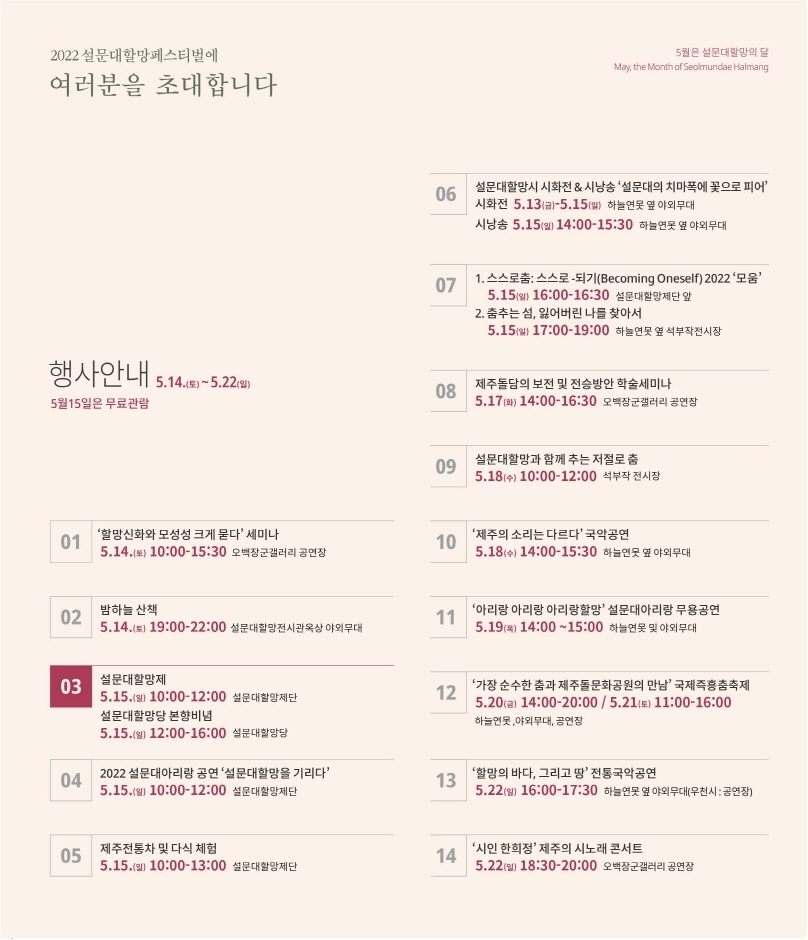 2022 설문대할망페스티벌에
여러분을 초대합니다
5월은 설문대할망의 달
May, the Month of Seolmundae Halmang
행사안내 5.14.(토) ~ 5.22(일)
5월15일은 무료관람
01 ‘할망신화와 모성성 크게 묻다’ 세미나
5.14.(토) 10:00-15:30 오백장군갤러리 공연장
02 밤하늘 산책
5.14.(토) 19:00-22:00 설문대할망전시관옥상 야외무대
03 설문대할망제
5.15.(일) 10:00-12:00 설문대할망제단
설문대할망당 본향비념
5.15.(일) 12:00-16:00 설문대할망당
04 2022 설문대아리랑 공연 ‘설문대할망을 기리다’
5.15.(일) 10:00-12:00 설문대할망제단
05 제주전통차 및 다식 체험
5.15.(일) 10:00-13:00 설문대할망제단
06 설문대할망시 시화전 & 시낭송 ‘설문대의 치마폭에 꽃으로 피어’
시화전 5.13(금)-5.15(일) 하늘연못 옆 야외무대
시낭송 5.15(일) 14:00-15:30 하늘연못 옆 야외무대
07 1. 스스로춤: 스스로 -되기(Becoming Oneself) 2022 ‘모움’
5.15(일) 16:00-16:30 설문대할망제단 앞
2. 춤추는 섬, 잃어버린 나를 찾아서
5.15(일) 17:00-19:00 하늘연못 옆 석부작전시장
08 제주돌담의 보전 및 전승방안 학술세미나
5.17(화) 14:00-16:30 오백장군갤러리 공연장
09 설문대할망과 함께 추는 저절로 춤
5.18(수) 10:00-12:00 석부작 전시장
10 ‘제주의 소리는 다르다’ 국악공연
5.18(수) 14:00-15:30 하늘연못 옆 야외무대
11 ‘아리랑 아리랑 아리랑할망’ 설문대아리랑 무용공연
5.19(목) 14:00 ~15:00 하늘연못 및 야외무대
12 ‘가장 순수한 춤과 제주돌문화공원의 만남’ 국제즉흥춤축제
5.20(금) 14:00-20:00 / 5.21(토) 11:00-16:00
하늘연못 ,야외무대, 공연장
13 ‘할망의 바다, 그리고 땅’ 전통국악공연
5.22(일) 16:00-17:30 하늘연못 옆 야외무대(우천시 : 공연장)
14 ‘시인 한희정’ 제주의 시노래 콘서트
5.22(일) 18:30-20:00 오백장군갤러리 공연장